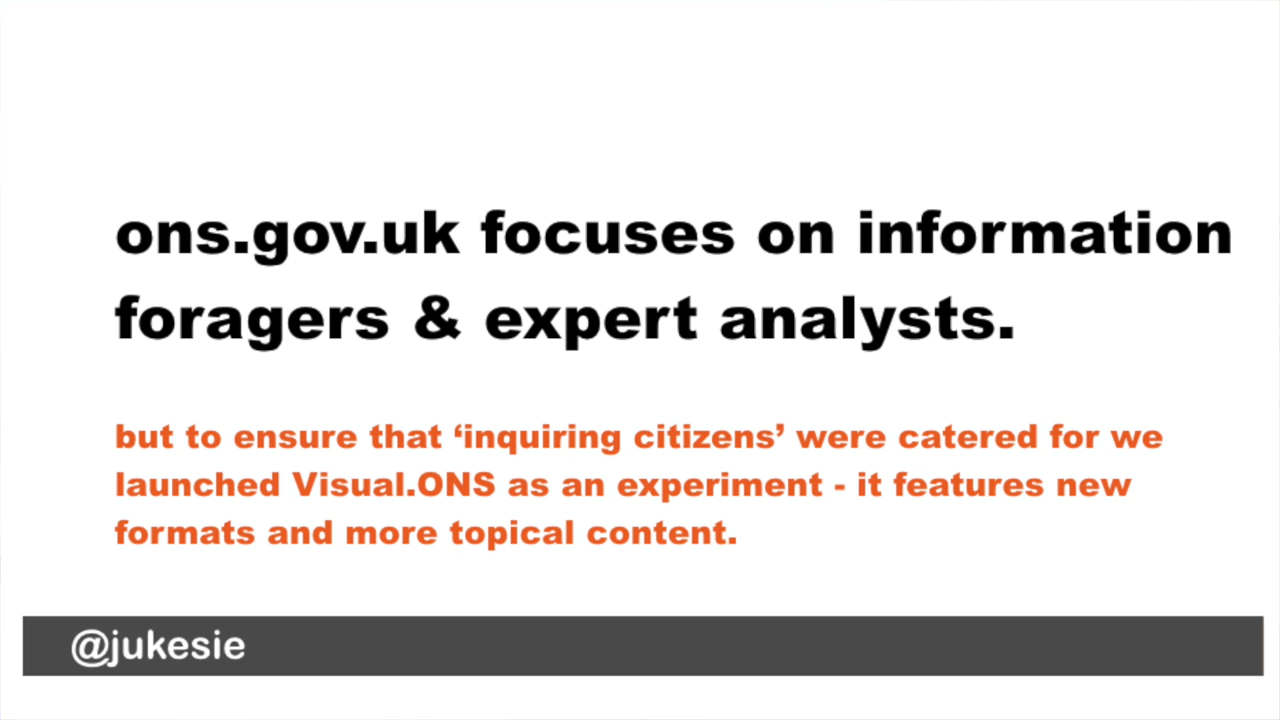 ons.gov.uk focuses on information
foragers & expert analysts.
but to ensure that ‘inquiring citizens’ were catered for we
launched Visual.ONS as an experiment - it features new
formats and more topical content.
@jukesie